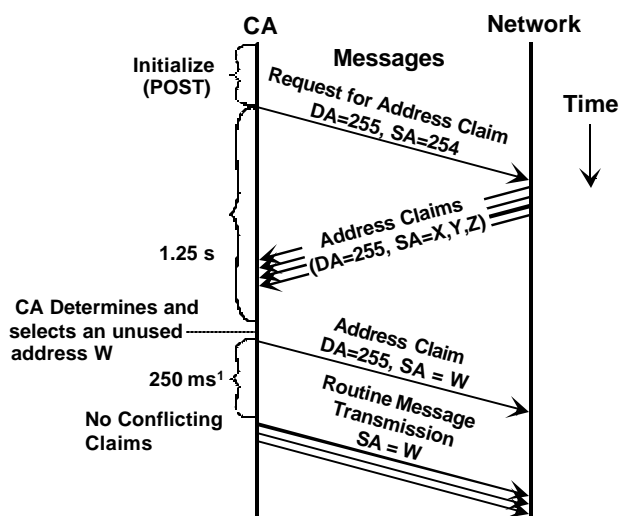 CA
Network
Messages
Initialize
(POST)
Request for Address Claim
DA=255, SA=254
Time
Address Claims
(DA=255, SA=X,Y,Z)
1.25 s
CA Determines and
selects an unused
address W
Address Claim
DA=255, SA = W
250 ms¹
Routine Message
Transmission
SA = W
No Conflicting
Claims